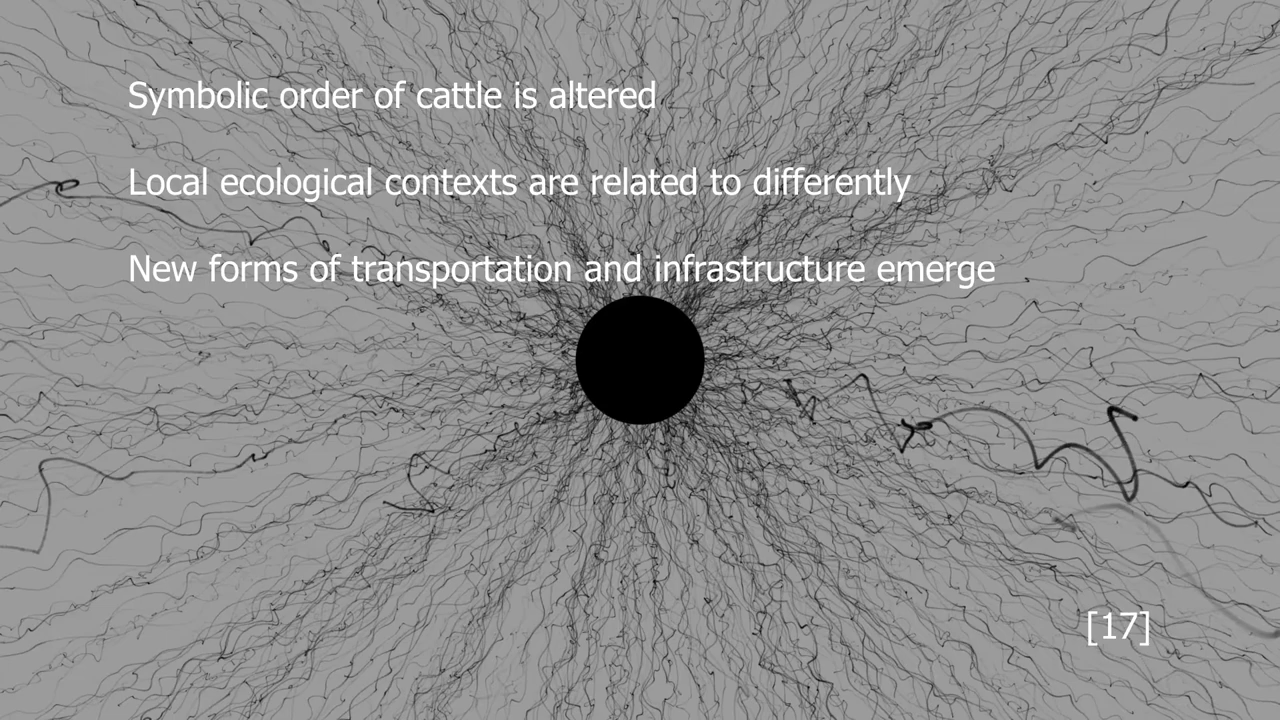 Symbolic order of cattle is altered
Local ecological contexts are related to differently
New forms of transportation and infrastructure emerge
[17]